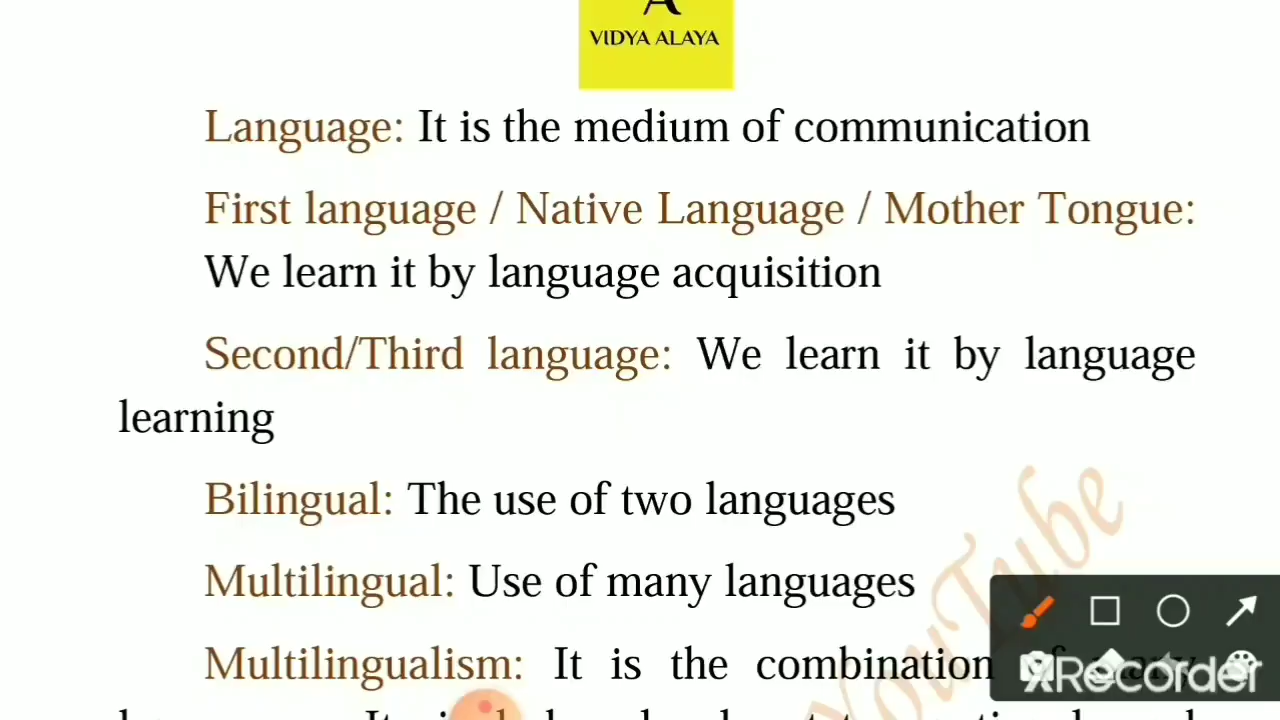 VIDYA ALAYA
Language: It is the medium of communication
First language / Native Language / Mother Tongue:
We learn it by language acquisition
Second/Third language: We learn it by language
learning
Bilingual: The use of two languages
Multilingual: Use of many languages
Multilingualism: It is the combination
YouTube
XRecorder